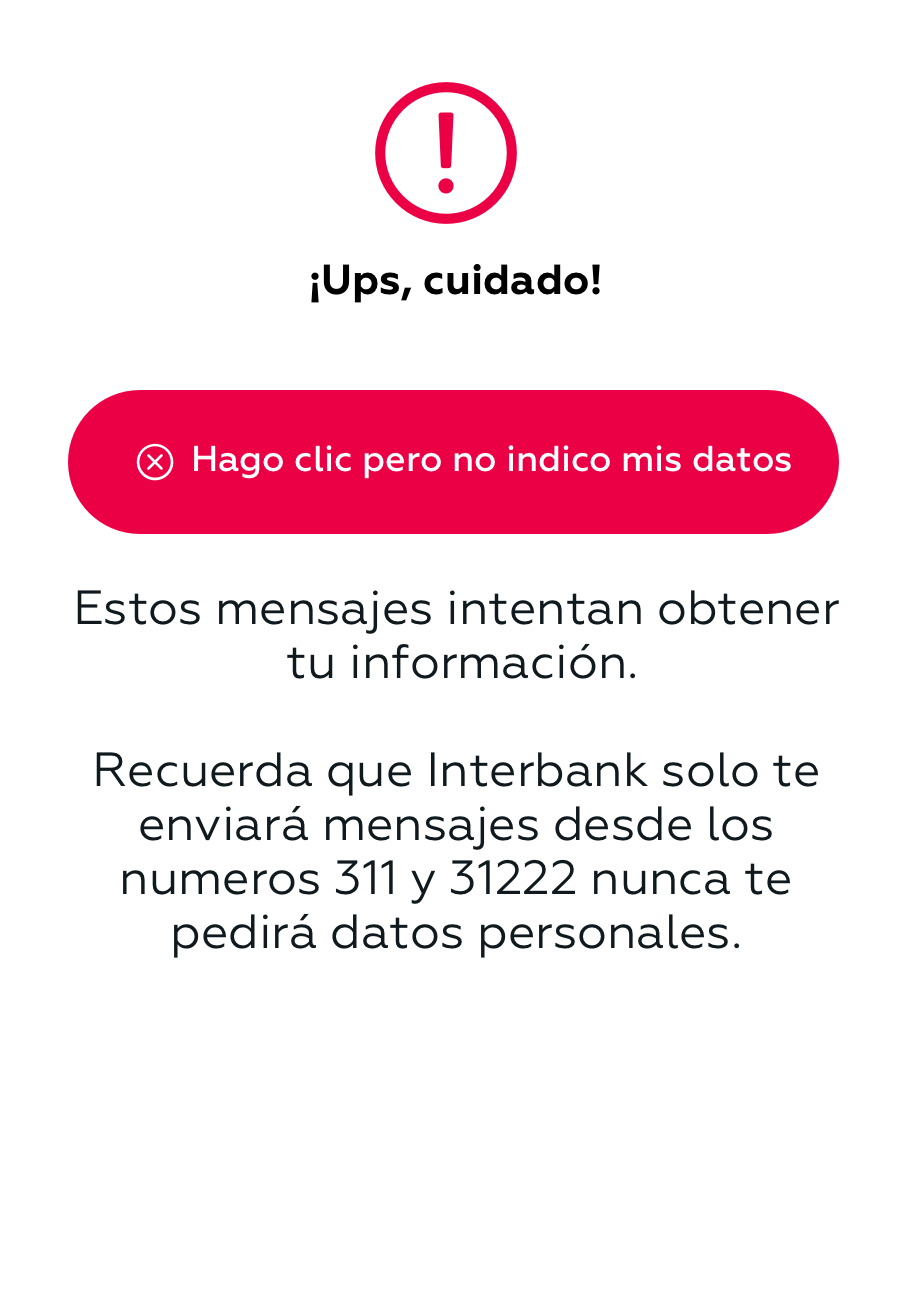 ¡Ups, cuidado!
Hago clic pero no indico mis datos
Estos mensajes intentan obtener
tu información.
Recuerda que Interbank solo te
enviará mensajes desde los
numeros 311 y 31222 nunca te
pedirá datos personales.